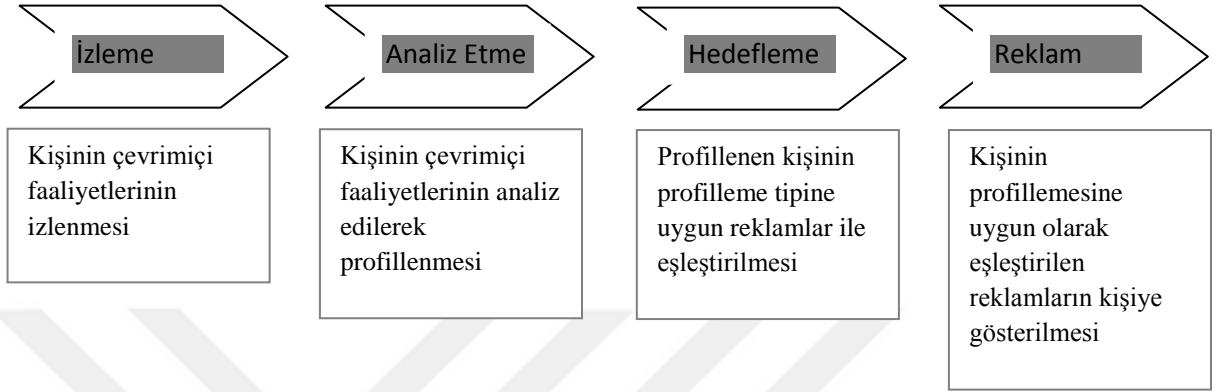 İzleme
Kişinin çevrimiçi
faaliyetlerinin
izlenmesi
Analiz Etme
Kişinin çevrimiçi
faaliyetlerinin analiz
edilerek
profillenmesi
Hedefleme
Profillenen kişinin
profilleme tipine
uygun reklamlar ile
eşleştirilmesi
Reklam
Kişinin
profillemesine
uygun olarak
eşleştirilen
reklamların kişiye
gösterilmesi